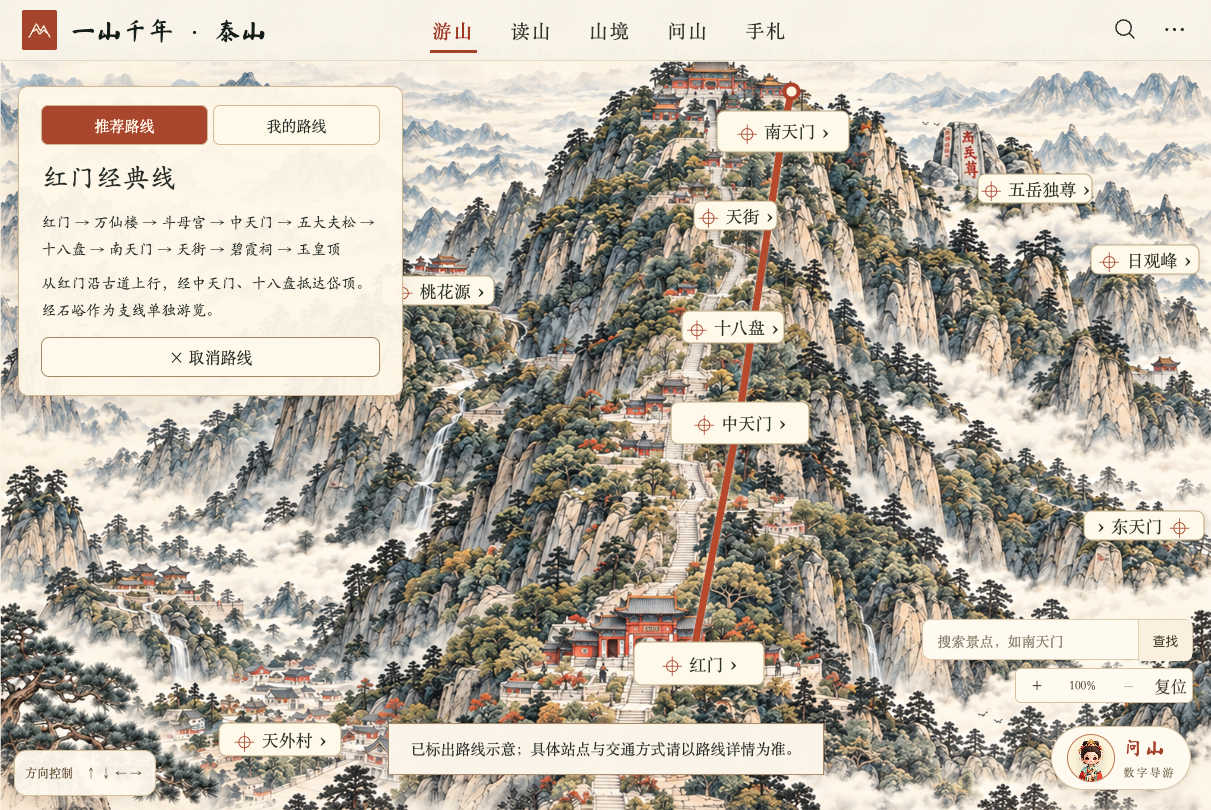 一山千年 · 泰山
游山
读山
山境
问山
手札
推荐路线
我的路线
红门经典线
红门 → 万仙楼 → 斗母宫 → 中天门 → 五大夫松 →
十八盘 → 南天门 → 天街 → 碧霞祠 → 玉皇顶
从红门沿古道上行，经中天门、十八盘抵达岱顶。
经石峪作为支线单独游览。
× 取消路线
南天门 ›
五岳独尊
五岳独尊 ›
天街 ›
日观峰 ›
桃花源 ›
十八盘 ›
中天门 ›
› 东天门
搜索景点，如南天门
查找
红门 ›
+ 100% − 复位
天外村 ›
已标出路线示意；具体站点与交通方式请以路线详情为准。
问山
数字导游
方向控制 ↑ ↓ ← →